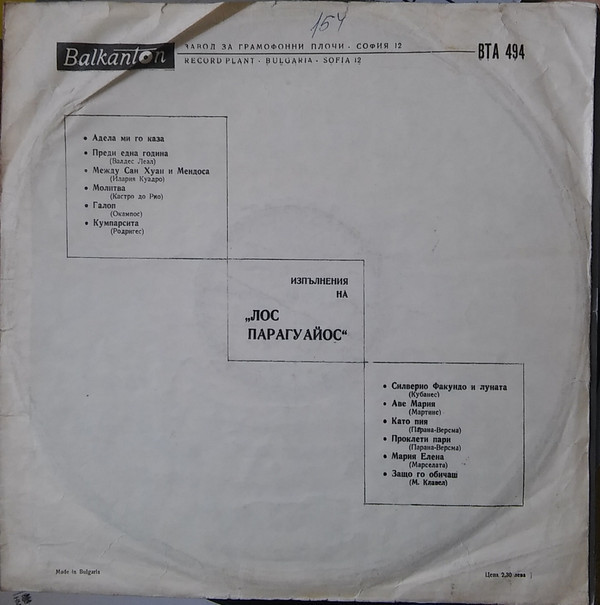 154
Balkanton
ЗАВОД ЗА ГРАМОФОННИ ПЛОЧИ · СОФИЯ 12
RECORD PLANT · BULGARIA · SOFIA 12
ВТА 494
• Адела ми го каза
• Преди една година
(Валдес Леал)
• Между Сан Хуан и Мендоса
(Илария Куадро)
• Молитва
(Кастро до Рио)
• Галоп
(Окампос)
• Кумпарсита
(Родригес)
ИЗПЪЛНЕНИЯ
НА
„ЛОС
ПАРАГУАЙОС“
• Силверио Факундо и луната
(Кубанес)
• Аве Мария
(Мартинс)
• Като пия
(Парана-Версма)
• Проклети пари
(Парана-Версма)
• Мария Елена
(Марселата)
• Защо го обичаш
(М. Клавел)
Made in Bulgaria
Цена 2,30 лева